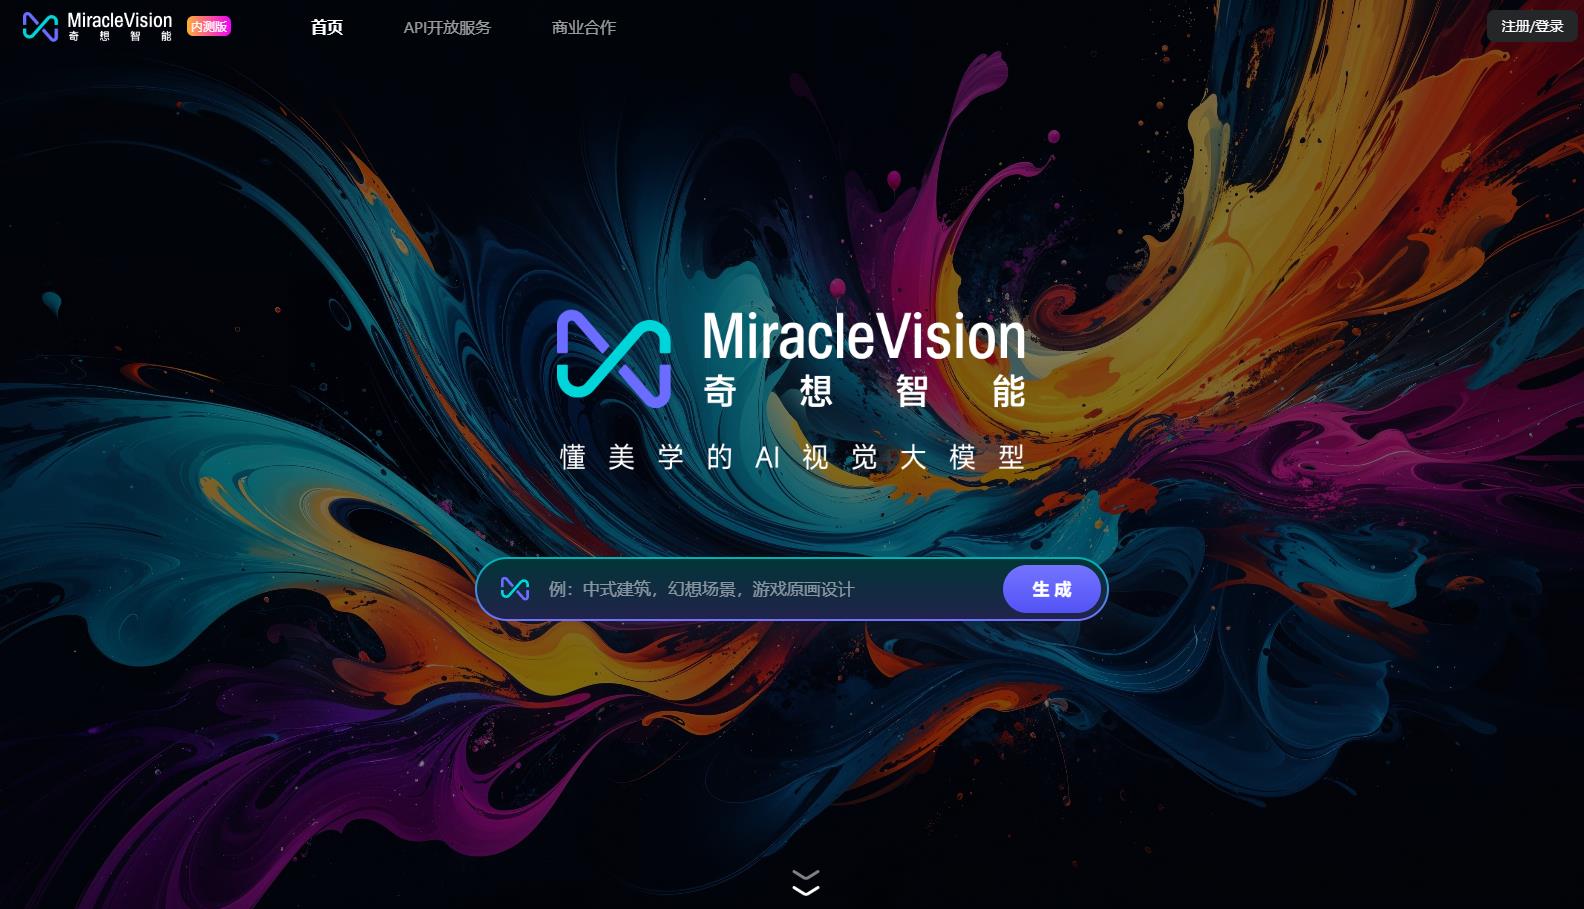 MiracleVision
奇想智能
内测版
首页
API开放服务
商业合作
注册/登录
MiracleVision
奇想智能
懂美学的AI视觉大模型
例：中式建筑，幻想场景，游戏原画设计
生成